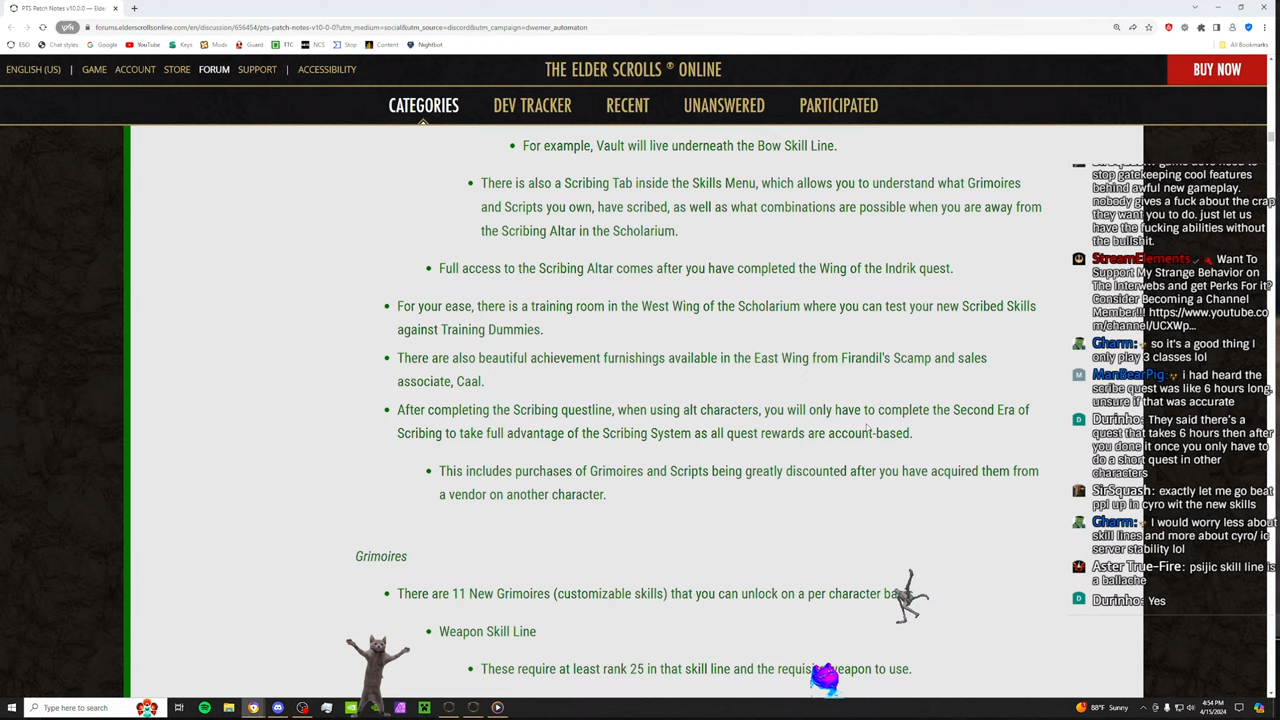 PTS Patch Notes v10.0.0 — Elde
forums.elderscrollsonline.com/en/discussion/656454/pts-patch-notes-v10-0-0?utm_medium=social&utm_source=discord&utm_campaign=dwemer_automaton
ESO Chat styles Google YouTube Keys Mods Guard TTC NCS Stop Content Nightbot All Bookmarks
ENGLISH (US) GAME ACCOUNT STORE FORUM SUPPORT ACCESSIBILITY THE ELDER SCROLLS ® ONLINE BUY NOW
CATEGORIES DEV TRACKER RECENT UNANSWERED PARTICIPATED
• For example, Vault will live underneath the Bow Skill Line.
• There is also a Scribing Tab inside the Skills Menu, which allows you to understand what Grimoires
and Scripts you own, have scribed, as well as what combinations are possible when you are away from
the Scribing Altar in the Scholarium.
• Full access to the Scribing Altar comes after you have completed the Wing of the Indrik quest.
• For your ease, there is a training room in the West Wing of the Scholarium where you can test your new Scribed Skills
against Training Dummies.
• There are also beautiful achievement furnishings available in the East Wing from Firandil's Scamp and sales
associate, Caal.
• After completing the Scribing questline, when using alt characters, you will only have to complete the Second Era of
Scribing to take full advantage of the Scribing System as all quest rewards are account-based.
• This includes purchases of Grimoires and Scripts being greatly discounted after you have acquired them from
a vendor on another character.
Grimoires
• There are 11 New Grimoires (customizable skills) that you can unlock on a per character
• Weapon Skill Line
• These require at least rank 25 in that skill line and the requisite weapon to use.
game devs need to
stop gatekeeping cool features
behind awful new gameplay.
nobody gives a fuck about the crap
they want you to do. just let us
have the fucking abilities without
the bullshit.
StreamElements Want To
Support My Strange Behavior on
The Interwebs and get Perks For it?
Consider Becoming a Channel
Member!!! https://www.youtube.co
m/channel/UCXWp...
Gharm: so it's a good thing I
only play 3 classes lol
ManBearPig: i had heard the
scribe quest was like 6 hours long,
unsure if that was accurate
Durinho: They said there's a
quest that takes 6 hours then after
you done it once you only have to
do a short quest in other
characters
SirSquash: exactly let me go beat
ppl up in cyro wit the new skills
Gharm: I would worry less about
skill lines and more about cyro/ ic
server stability lol
Aster True-Fire: psijic skill line is
a ballache
Durinho: Yes
Type here to search
88°F Sunny
4:54 PM
4/15/2024